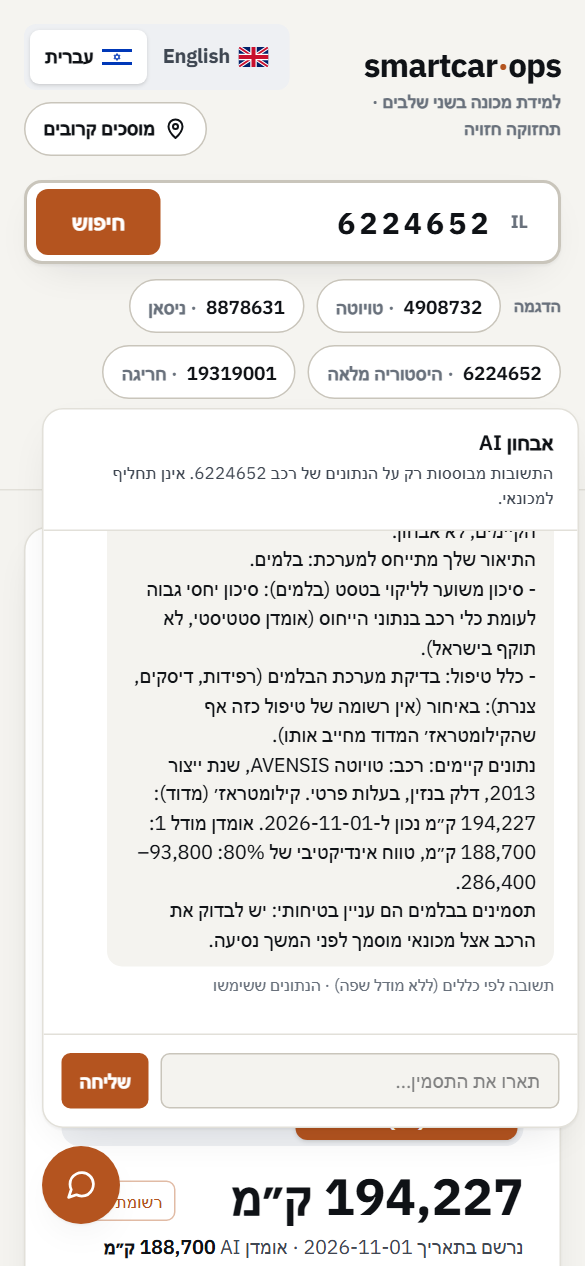 עברית
English
smartcar·ops
למידת מכונה בשני שלבים ·
תחזוקה חזויה
מוסכים קרובים
IL 6224652 חיפוש
הדגמה 4908732 · טויוטה 8878631 · ניסאן
6224652 · היסטוריה מלאה 19319001 · חריגה
אבחון AI
התשובות מבוססות רק על הנתונים של רכב 6224652. אינן תחליף
למכונאי.
הקיימים, לא אבחון.
התיאור שלך מתייחס למערכת: בלמים.
- סיכון משוער לליקוי בטסט (בלמים): סיכון יחסי גבוה
לעומת כלי רכב בנתוני הייחוס (אומדן סטטיסטי, לא
תוקף בישראל).
- כלל טיפול: בדיקת מערכת הבלמים (רפידות, דיסקים,
צנרת): באיחור (אין רשומה של טיפול כזה אף
שהקילומטראז׳ המדוד מחייב אותו).
נתונים קיימים: רכב: טויוטה AVENSIS, שנת ייצור
2013, דלק בנזין, בעלות פרטי. קילומטראז׳ (מדוד):
194,227 ק״מ נכון ל-2026-11-01. אומדן מודל 1:
188,700 ק״מ, טווח אינדיקטיבי של 80%: 93,800–
286,400.
תסמינים בבלמים הם עניין בטיחותי: יש לבדוק את
הרכב אצל מכונאי מוסמך לפני המשך נסיעה.
תשובה לפי כללים (ללא מודל שפה) · הנתונים ששימשו
תארו את התסמין...
שליחה
194,227 ק״מ
רשומת
נרשם בתאריך 2026-11-01 · אומדן AI 188,700 ק״מ